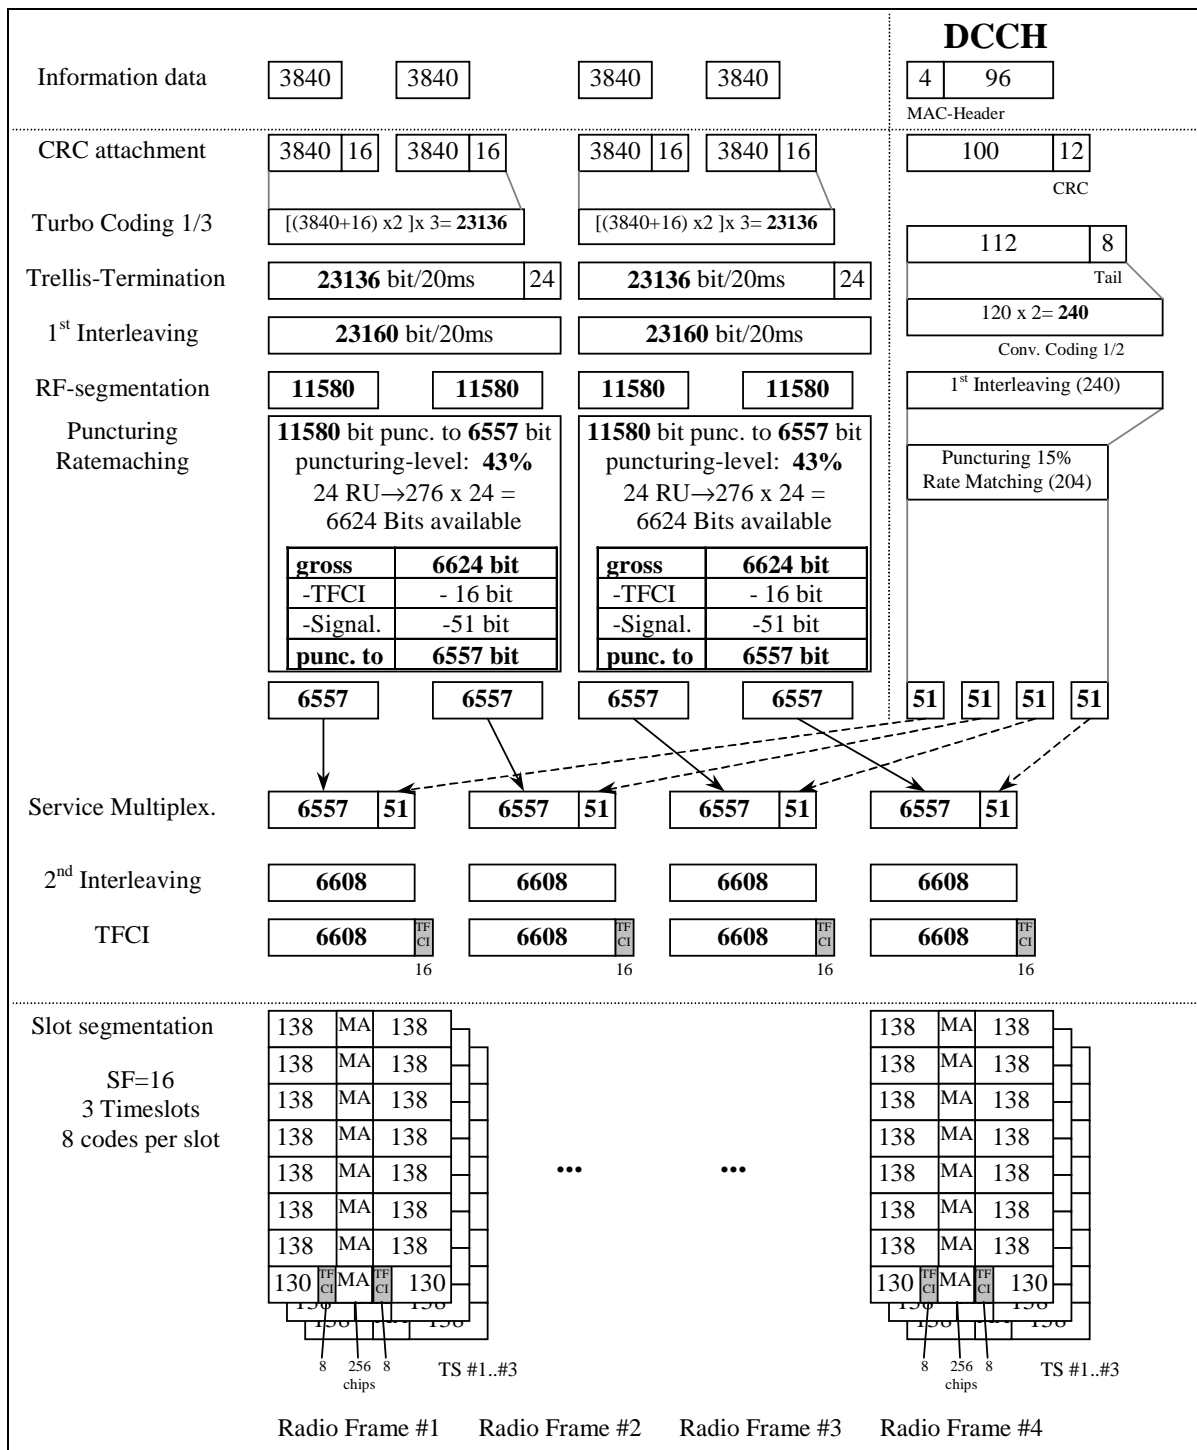 DCCH
Information data 3840 3840 3840 3840 4 96
MAC-Header
CRC attachment 3840 16 3840 16 3840 16 3840 16 100 12
CRC
Turbo Coding 1/3 [(3840+16) x2 ]x 3= 23136 [(3840+16) x2 ]x 3= 23136
112 8
Trellis-Termination 23136 bit/20ms 24 23136 bit/20ms 24
Tail
120 x 2= 240
1st Interleaving 23160 bit/20ms 23160 bit/20ms
Conv. Coding 1/2
RF-segmentation 11580 11580 11580 11580 1st Interleaving (240)
Puncturing
Ratemaching
11580 bit punc. to 6557 bit
puncturing-level: 43%
24 RU→276 x 24 =
6624 Bits available
gross 6624 bit
-TFCI - 16 bit
-Signal. -51 bit
punc. to 6557 bit
11580 bit punc. to 6557 bit
puncturing-level: 43%
24 RU→276 x 24 =
6624 Bits available
gross 6624 bit
-TFCI - 16 bit
-Signal. -51 bit
punc. to 6557 bit
Puncturing 15%
Rate Matching (204)
6557 6557 6557 6557 51 51 51 51
Service Multiplex. 6557 51 6557 51 6557 51 6557 51
2nd Interleaving 6608 6608 6608 6608
TFCI 6608 TF CI 6608 TF CI 6608 TF CI 6608 TF CI
16 16 16 16
Slot segmentation
SF=16
3 Timeslots
8 codes per slot
138 MA 138
138 MA 138
138 MA 138
138 MA 138
138 MA 138
138 MA 138
138 MA 138
130 TF CI MA TF CI 130
138
138 138
8 256 8
chips
TS #1..#3
... ...
138 MA 138
138 MA 138
138 MA 138
138 MA 138
138 MA 138
138 MA 138
138 MA 138
130 TF CI MA TF CI 130
138
138 138
8 256 8
chips
TS #1..#3
Radio Frame #1 Radio Frame #2 Radio Frame #3 Radio Frame #4